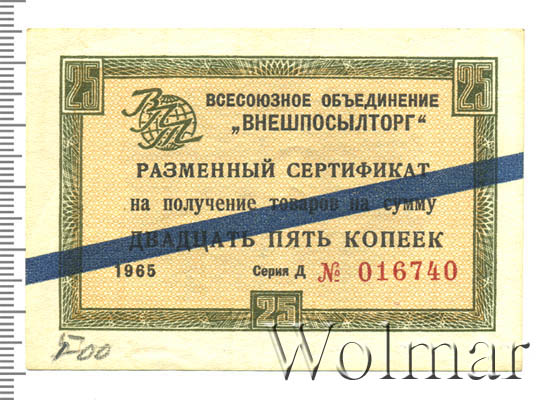 25 25
ВПТ
ВСЕСОЮЗНОЕ ОБЪЕДИНЕНИЕ
„ВНЕШПОСЫЛТОРГ“
РАЗМЕННЫЙ СЕРТИФИКАТ
на получение товаров на сумму
ДВАДЦАТЬ ПЯТЬ КОПЕЕК
1965 Серия Д № 016740
25
Wolmar